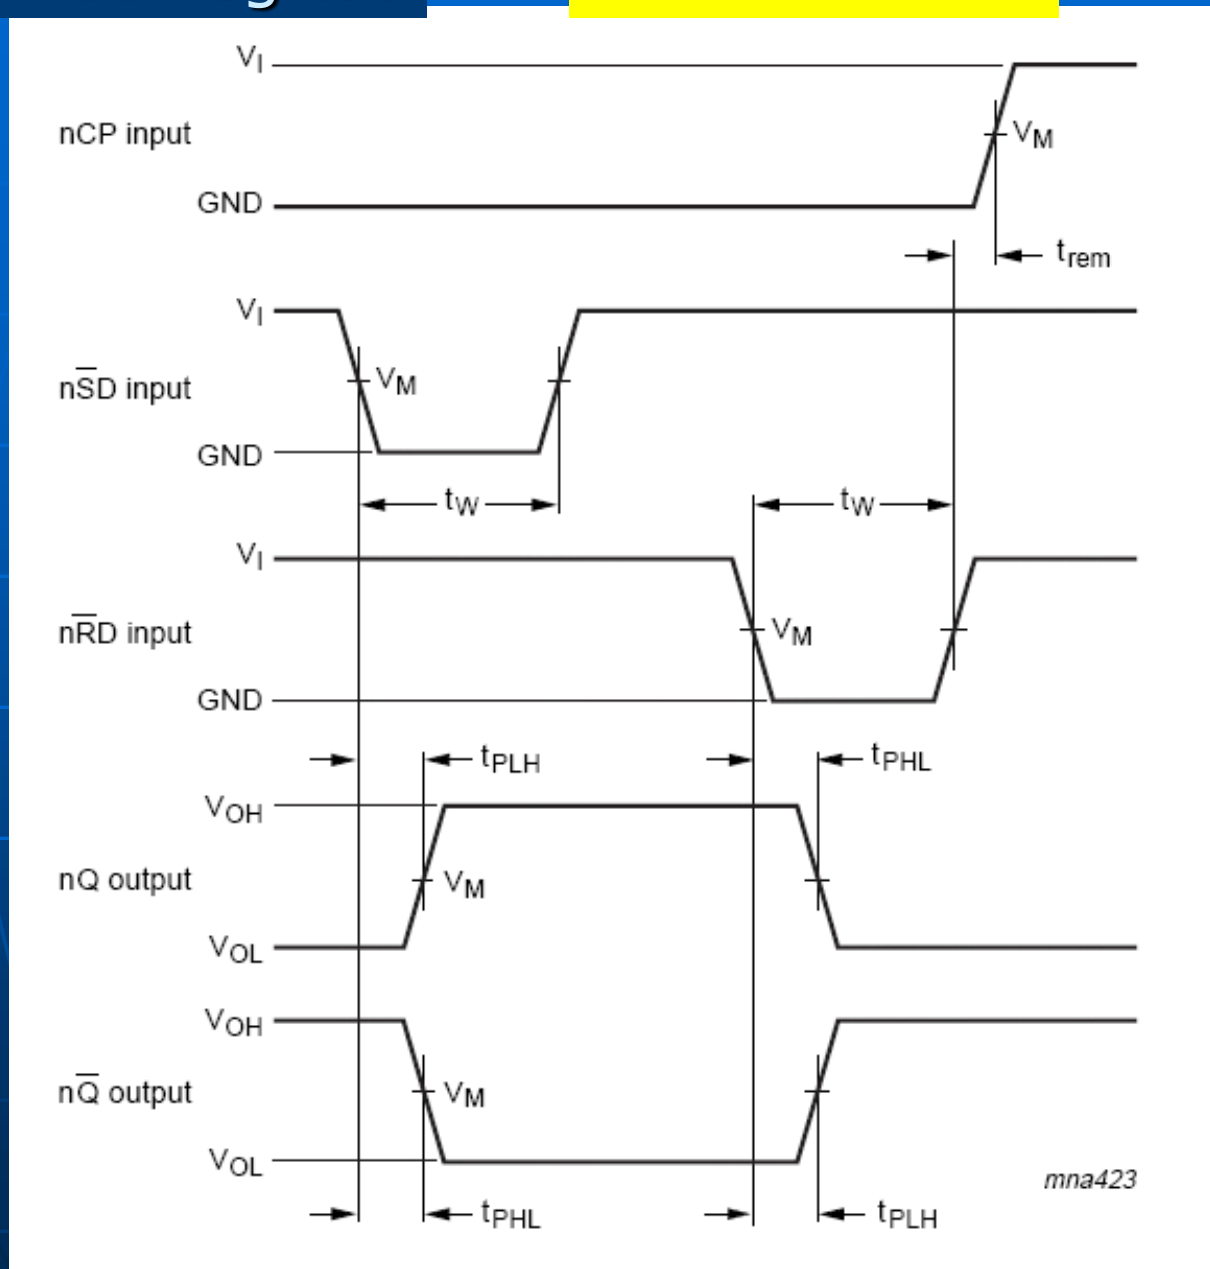 V_I
nCP input
V_M
GND
t_rem
V_I
nS̅D input
V_M
GND
t_W
t_W
V_I
nR̅D input
V_M
GND
t_PLH
t_PHL
V_OH
nQ output
V_M
V_OL
V_OH
nQ̅ output
V_M
V_OL
mna423
t_PHL
t_PLH